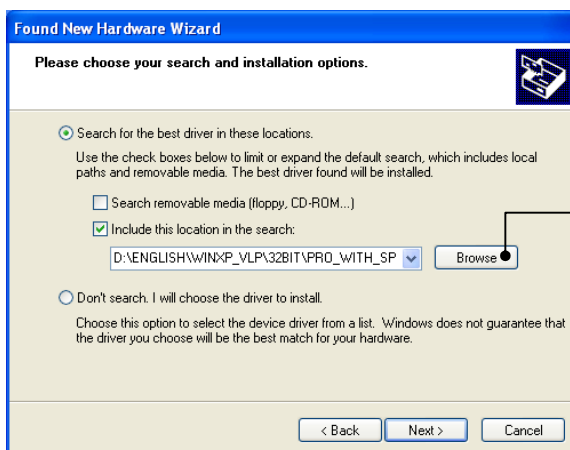 Found New Hardware Wizard
Please choose your search and installation options.
Search for the best driver in these locations.
Use the check boxes below to limit or expand the default search, which includes local
paths and removable media. The best driver found will be installed.
Search removable media (floppy, CD-ROM...)
Include this location in the search:
D:\ENGLISH\WINXP_VLP\32BIT\PRO_WITH_SP
Browse
Don't search. I will choose the driver to install.
Choose this option to select the device driver from a list. Windows does not guarantee that
the driver you choose will be the best match for your hardware.
< Back Next > Cancel